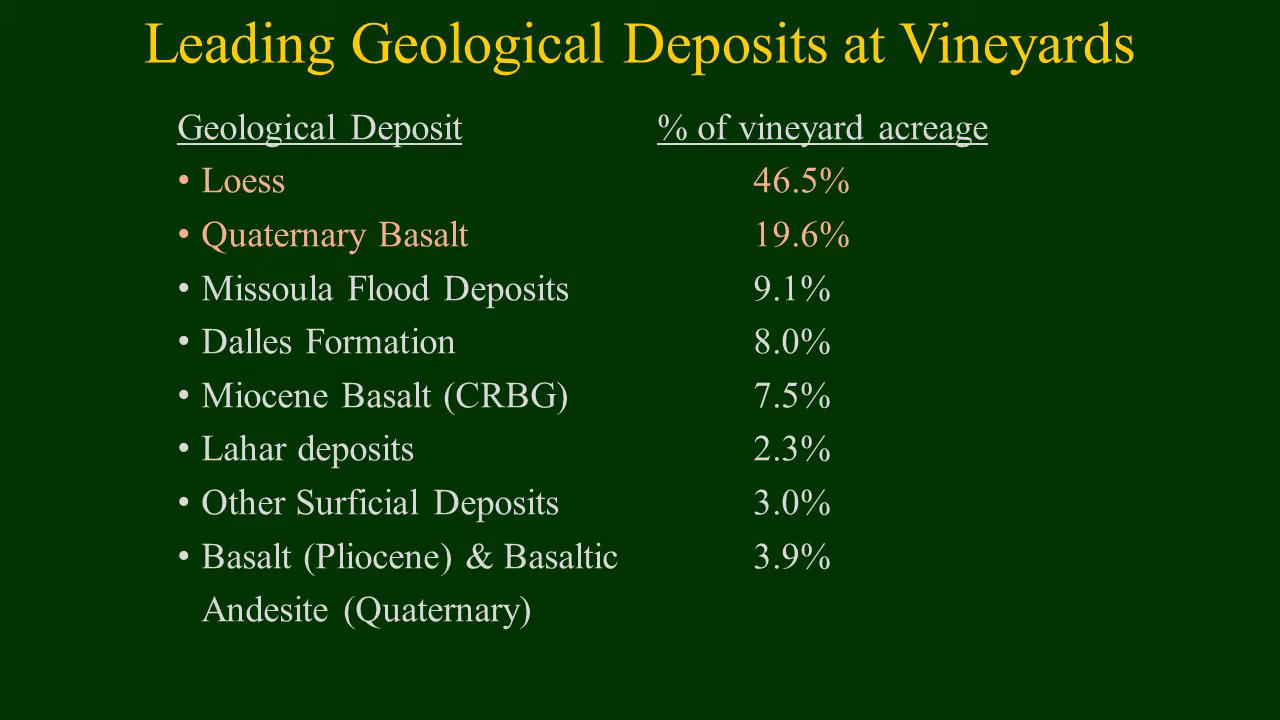 Leading Geological Deposits at Vineyards
Geological Deposit % of vineyard acreage
• Loess 46.5%
• Quaternary Basalt 19.6%
• Missoula Flood Deposits 9.1%
• Dalles Formation 8.0%
• Miocene Basalt (CRBG) 7.5%
• Lahar deposits 2.3%
• Other Surficial Deposits 3.0%
• Basalt (Pliocene) & Basaltic 3.9%
Andesite (Quaternary)